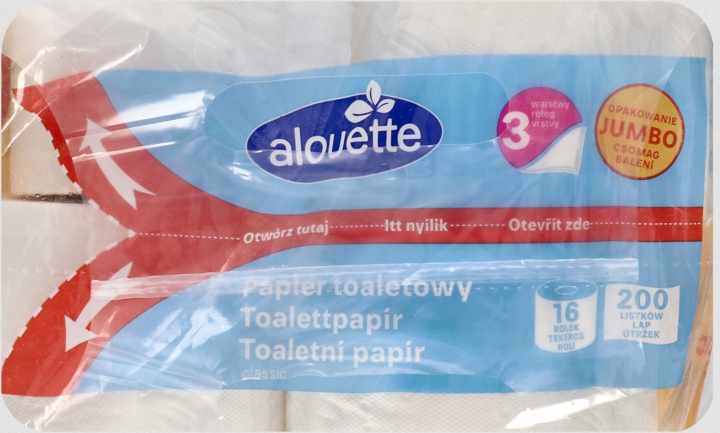 alouette
3
warstwy
réteg
vrstvy
OPAKOWANIE
JUMBO
CSOMAG
BALENÍ
Otwórz tutaj
Itt nyílik
Otevřít zde
Papier toaletowy
Toalettpapír
Toaletní papír
classic
16
ROLEK
TEKERCS
ROLÍ
200
LISTKÓW
LAP
ÚTRŽEK